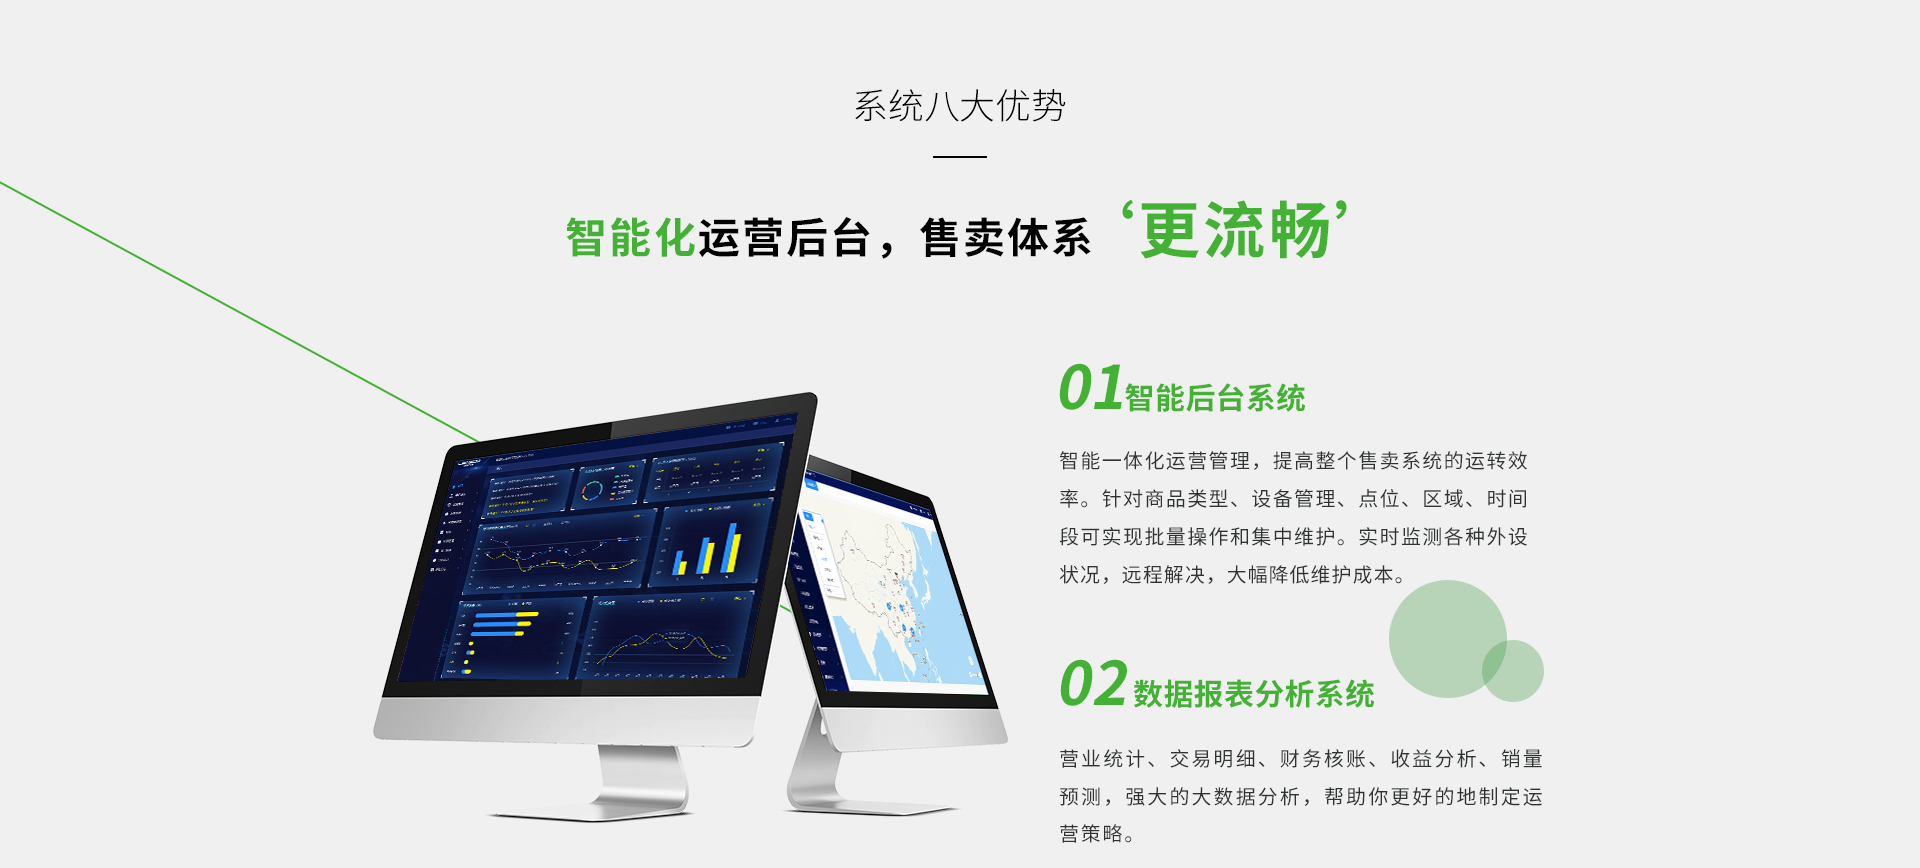 系统八大优势
智能化运营后台，售卖体系‘更流畅’
01智能后台系统
智能一体化运营管理，提高整个售卖系统的运转效
率。针对商品类型、设备管理、点位、区域、时间
段可实现批量操作和集中维护。实时监测各种外设
状况，远程解决，大幅降低维护成本。
02 数据报表分析系统
营业统计、交易明细、财务核账、收益分析、销量
预测，强大的大数据分析，帮助你更好的地制定运
营策略。